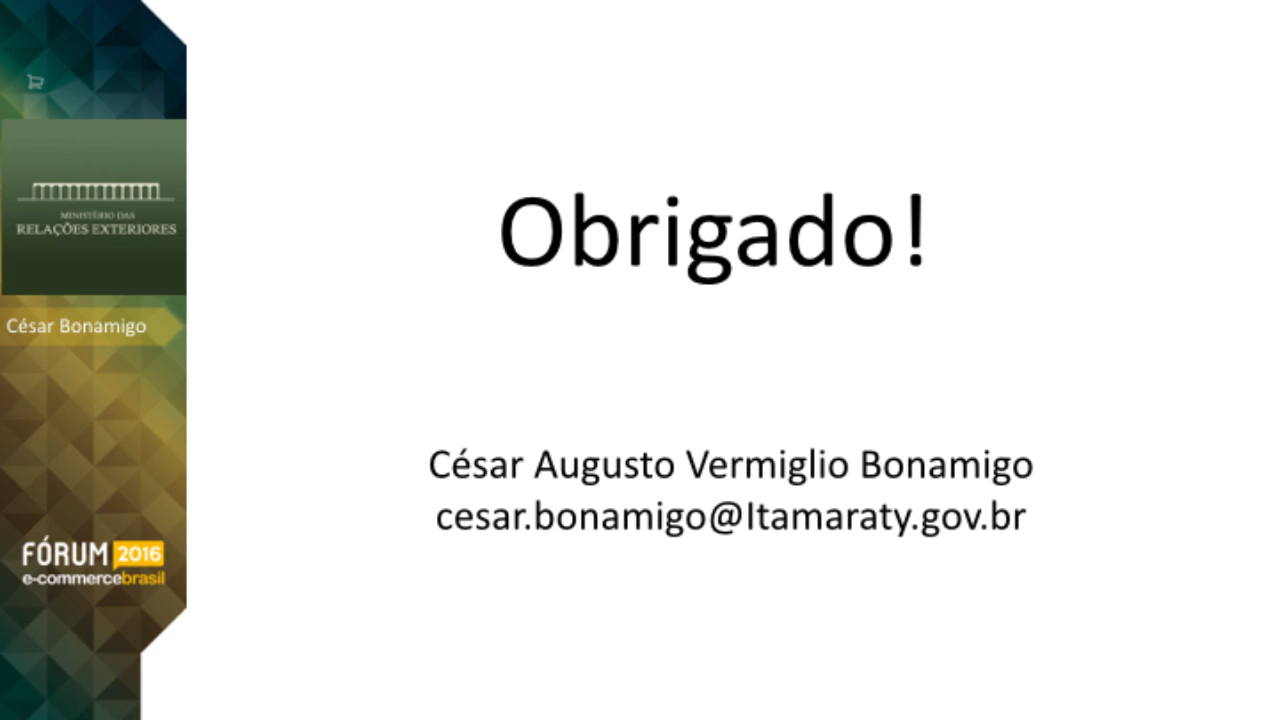 MINISTÉRIO DAS
RELAÇÕES EXTERIORES
César Bonamigo
FÓRUM 2016
e-commercebrasil
Obrigado!
César Augusto Vermiglio Bonamigo
cesar.bonamigo@Itamaraty.gov.br